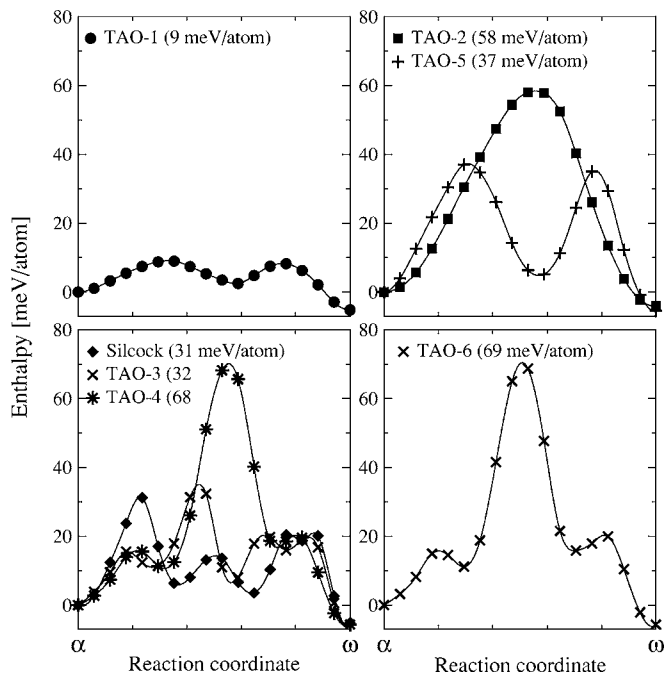 80
TAO-1 (9 meV/atom)
60
40
20
0
TAO-2 (58 meV/atom)
TAO-5 (37 meV/atom)
80
60
40
20
0
Enthalpy [meV/atom]
80
Silcock (31 meV/atom)
TAO-3 (32
TAO-4 (68
60
40
20
0
α
ω
Reaction coordinate
TAO-6 (69 meV/atom)
80
60
40
20
0
α
ω
Reaction coordinate